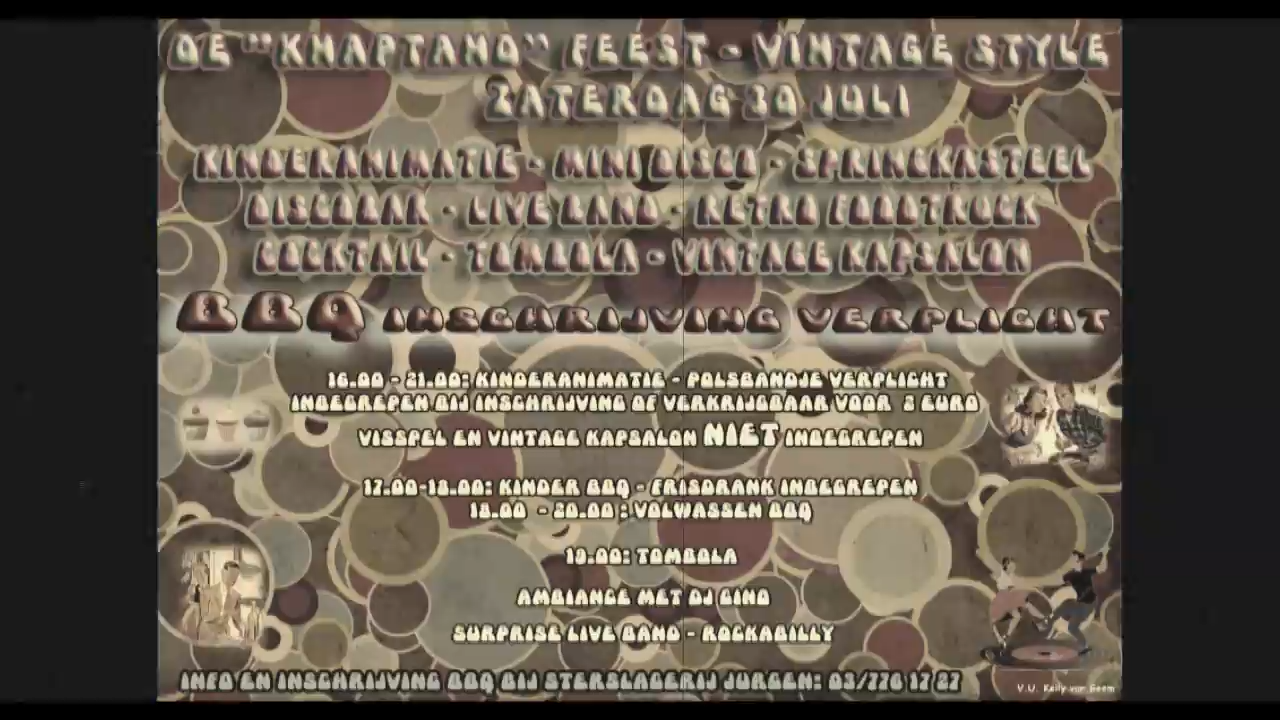 DE "KNAPTAND" FEEST - VINTAGE STYLE
ZATERDAG 30 JULI
KINDERANIMATIE - MINI DISCO - SPRINGKASTEEL
DISCOBAR - LIVE BAND - RETRO FOODTRUCK
COCKTAIL - TOMBOLA - VINTAGE KAPSALON
BBQ INSCHRIJVING VERPLICHT
16.00 - 21.00: KINDERANIMATIE - POLSBANDJE VERPLICHT
INBEGREPEN BIJ INSCHRIJVING OF VERKRIJGBAAR VOOR EURO
VISSPEL EN VINTAGE KAPSALON NIET INBEGREPEN
17.00-18.00: KINDER BBQ - FRISDRANK INBEGREPEN
18.00 - 20.00 : VOLWASSEN BBQ
19.00: TOMBOLA
AMBIANCE MET DJ GINO
SURPRISE LIVE BAND - ROCKABILLY
INFO EN INSCHRIJVING BBQ BIJ STERSLAGERIJ JURGEN: 03/776 17 27
V.U. Kelly van Geem